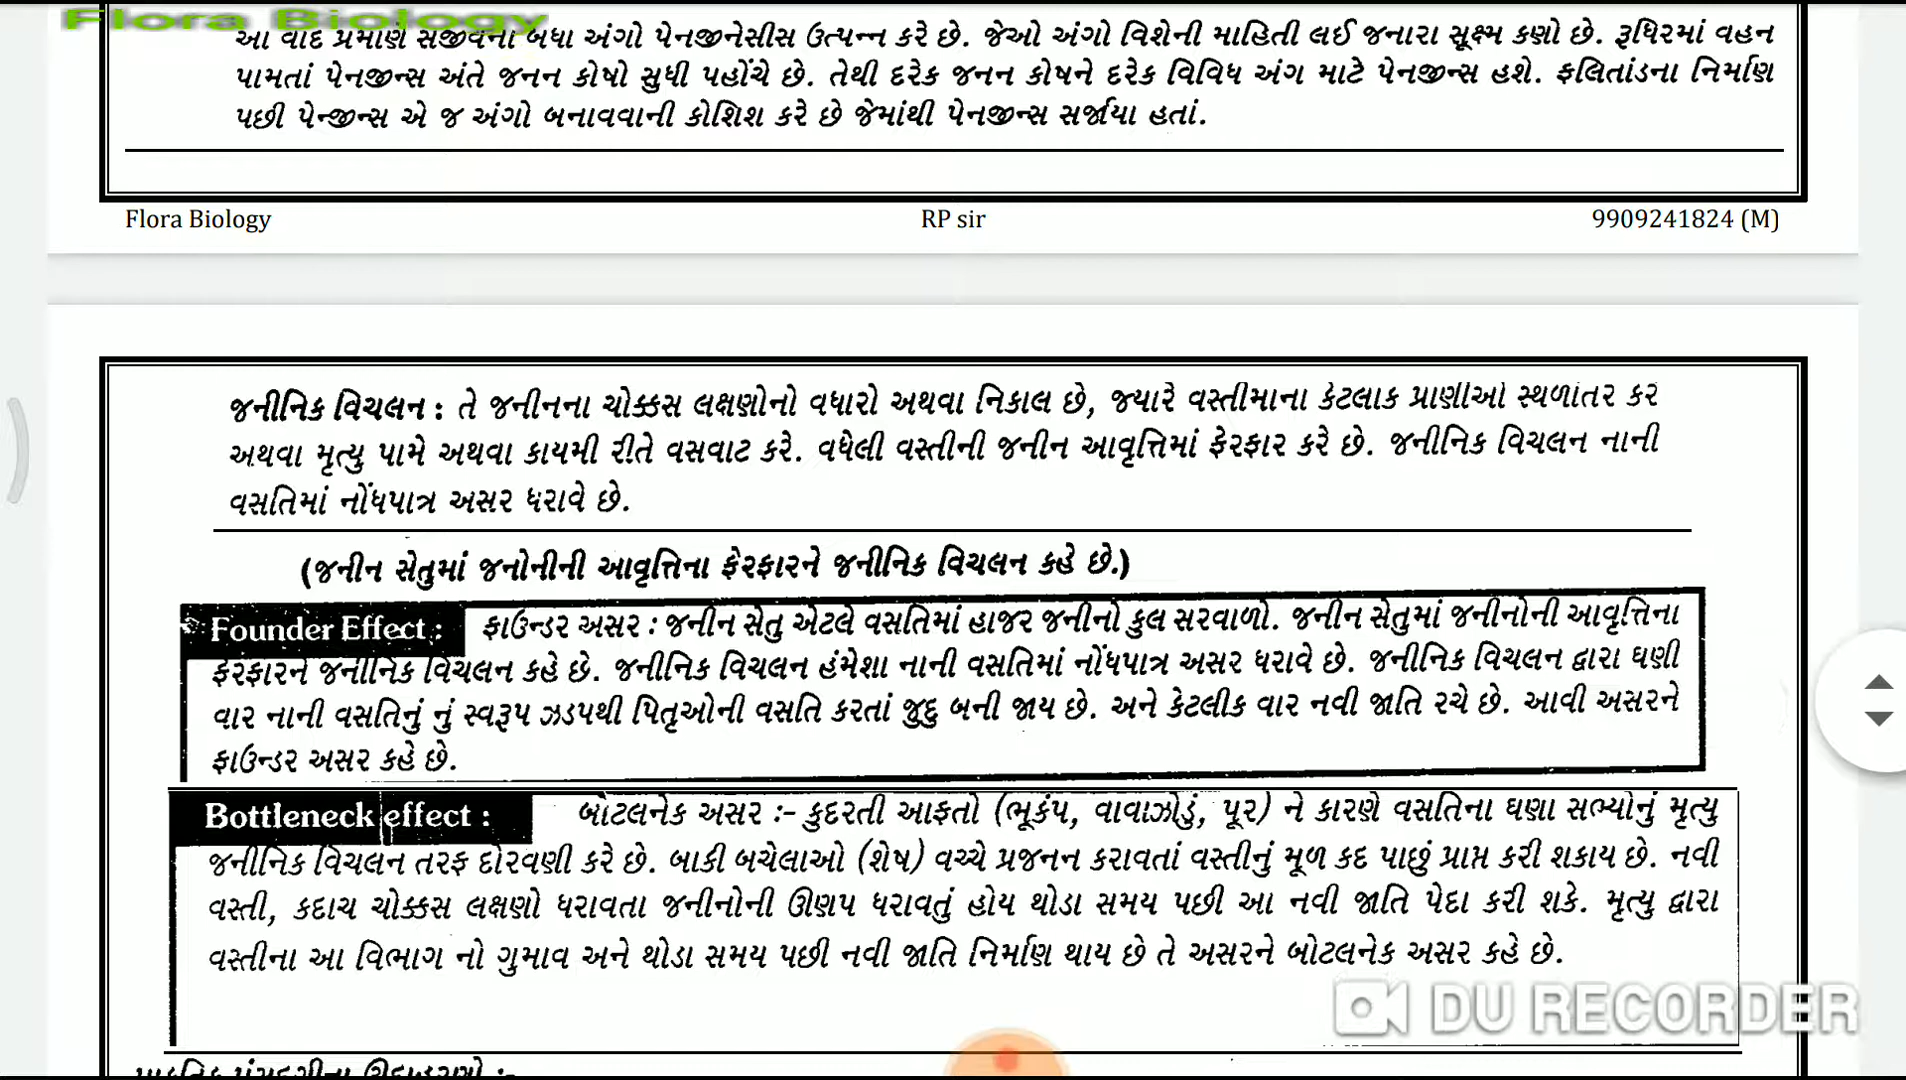 Flora Biology
આ વાદ પ્રમાણે સજીવના બધા અંગો પેનજીનેસીસ ઉત્પન્ન કરે છે. જેઓ અંગો વિશેની માહિતી લઈ જનારા સૂક્ષ્મ કણો છે. રૂધિરમાં વહન
પામતાં પેનજીન્સ અંતે જનન કોષો સુધી પહોંચે છે. તેથી દરેક જનન કોષને દરેક વિવિધ અંગ માટે પેનજીન્સ હશે. ફલિતાંડના નિર્માણ
પછી પેન્જીન્સ એ જ અંગો બનાવવાની કોશિશ કરે છે જેમાંથી પેનજીન્સ સર્જાયા હતાં.
Flora Biology RP sir 9909241824 (M)
જનીનિક વિચલન : તે જનીનના ચોક્કસ લક્ષણોનો વધારો અથવા નિકાલ છે, જ્યારે વસ્તીમાના કેટલાક પ્રાણીઓ સ્થળાંતર કરે
અથવા મૃત્યુ પામે અથવા કાયમી રીતે વસવાટ કરે. વધેલી વસ્તીની જનીન આવૃત્તિમાં ફેરફાર કરે છે. જનીનિક વિચલન નાની
વસતિમાં નોંધપાત્ર અસર ધરાવે છે.
(જનીન સેતુમાં જનોનીની આવૃત્તિના ફેરફારને જનીનિક વિચલન કહે છે.)
Founder Effect : ફાઉન્ડર અસર : જનીન સેતુ એટલે વસતિમાં હાજર જનીનો કુલ સરવાળો. જનીન સેતુમાં જનીનોની આવૃત્તિના
ફેરફારને જનીનિક વિચલન કહે છે. જનીનિક વિચલન હંમેશા નાની વસતિમાં નોંધપાત્ર અસર ધરાવે છે. જનીનિક વિચલન દ્વારા ઘણી
વાર નાની વસતિનું નું સ્વરૂપ ઝડપથી પિતૃઓની વસતિ કરતાં જુદુ બની જાય છે. અને કેટલીક વાર નવી જાતિ રચે છે. આવી અસરને
ફાઉન્ડર અસર કહે છે.
Bottleneck effect : બોટલનેક અસર :- કુદરતી આફતો (ભૂકંપ, વાવાઝોડું, પૂર) ને કારણે વસતિના ઘણા સભ્યોનું મૃત્યુ
જનીનિક વિચલન તરફ દોરવણી કરે છે. બાકી બચેલાઓ (શેષ) વચ્ચે પ્રજનન કરાવતાં વસ્તીનું મૂળ કદ પાછું પ્રાપ્ત કરી શકાય છે. નવી
વસ્તી, કદાચ ચોક્કસ લક્ષણો ધરાવતા જનીનોની ઊણપ ધરાવતું હોય થોડા સમય પછી આ નવી જાતિ પેદા કરી શકે. મૃત્યુ દ્વારા
વસ્તીના આ વિભાગ નો ગુમાવ અને થોડા સમય પછી નવી જાતિ નિર્માણ થાય છે તે અસરને બોટલનેક અસર કહે છે.
DU RECORDER